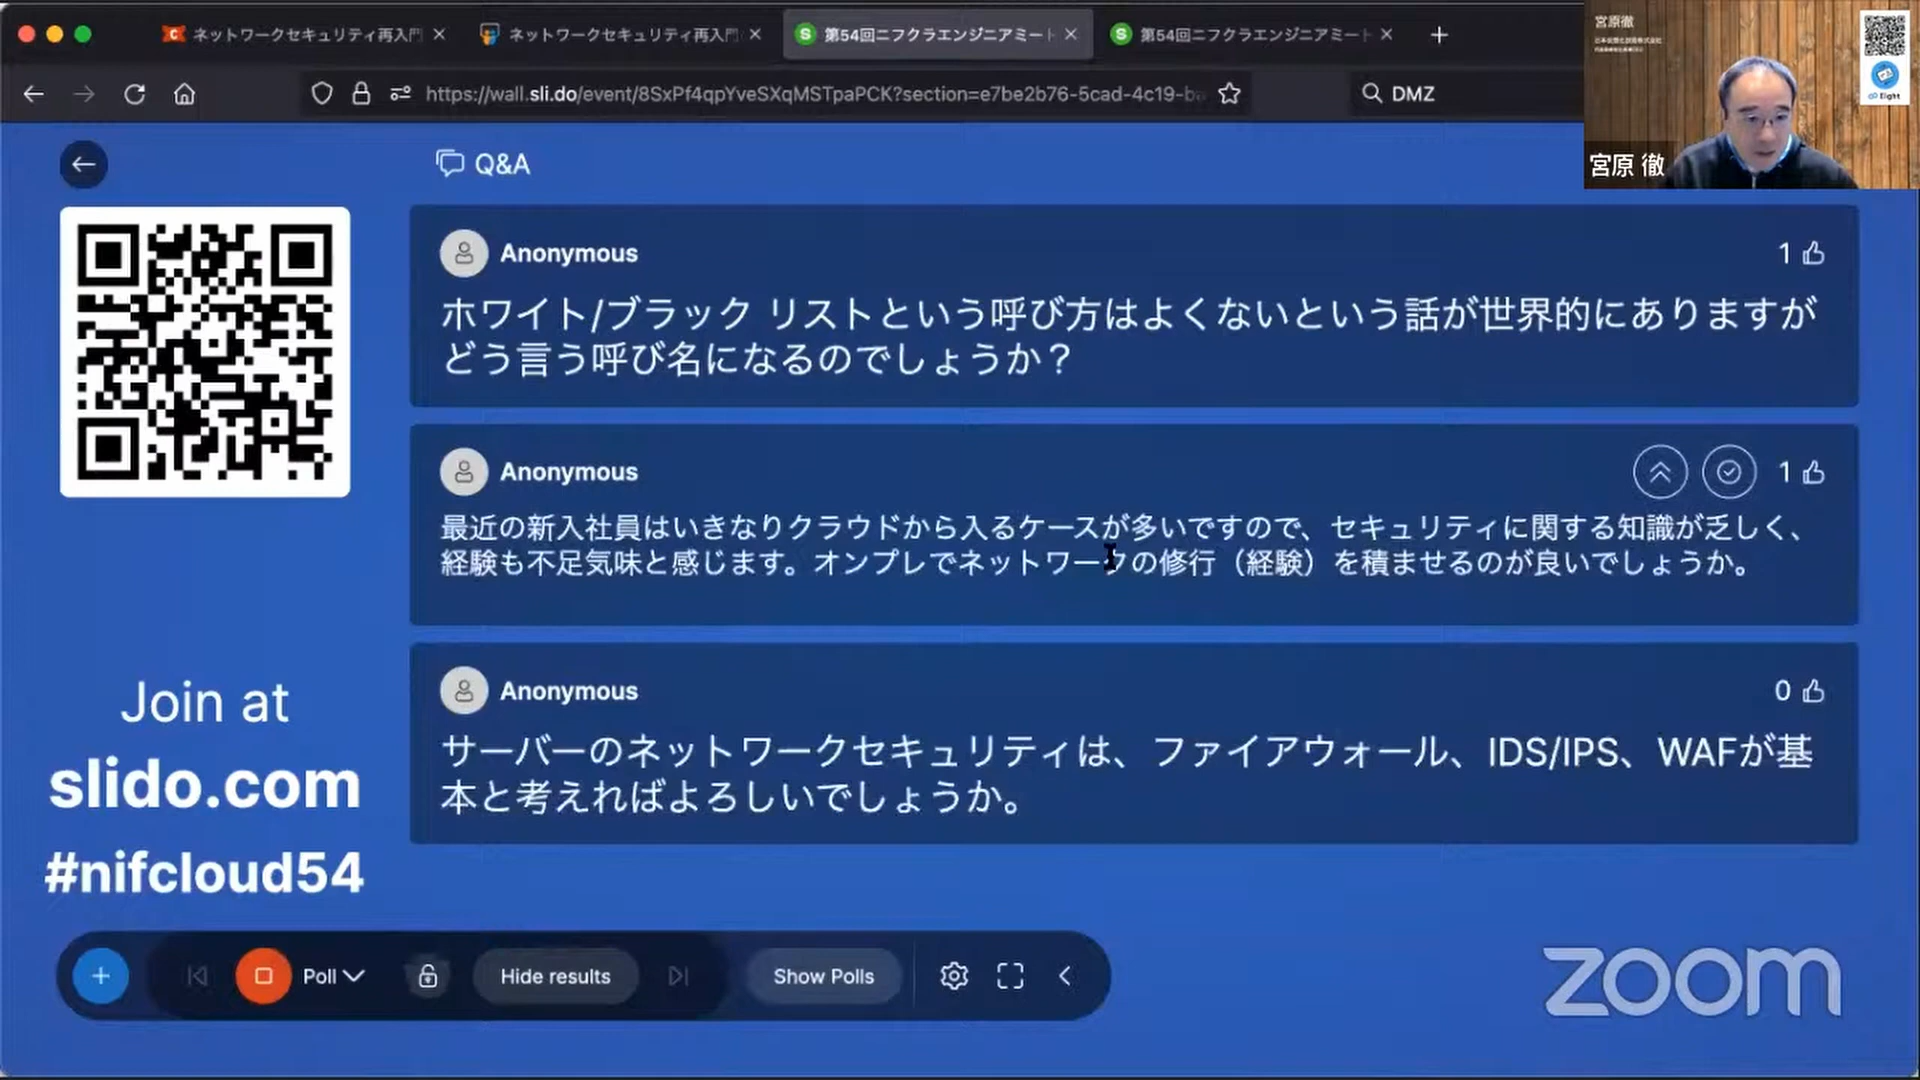 ネットワークセキュリティ再入門
ネットワークセキュリティ再入門
第54回ニフクラエンジニアミート
第54回ニフクラエンジニアミート
https://wall.sli.do/event/8SxPf4qpYveSXqMSTpaPCK?section=e7be2b76-5cad-4c19-b
DMZ
宮原徹
Eight
宮原 徹
Q&A
Anonymous
1
ホワイト/ブラック リストという呼び方はよくないという話が世界的にありますが
どう言う呼び名になるのでしょうか？
Anonymous
1
最近の新入社員はいきなりクラウドから入るケースが多いですので、セキュリティに関する知識が乏しく、
経験も不足気味と感じます。オンプレでネットワークの修行（経験）を積ませるのが良いでしょうか。
Anonymous
0
サーバーのネットワークセキュリティは、ファイアウォール、IDS/IPS、WAFが基
本と考えればよろしいでしょうか。
Join at
slido.com
#nifcloud54
Poll
Hide results
Show Polls
zoom